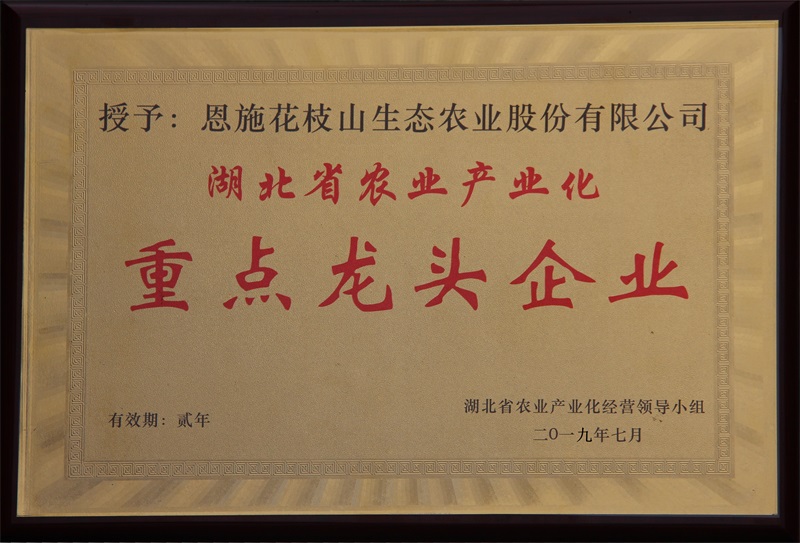 授予：恩施花枝山生态农业股份有限公司
湖北省农业产业化
重点龙头企业
有效期：贰年
湖北省农业产业化经营领导小组
二0一九年七月